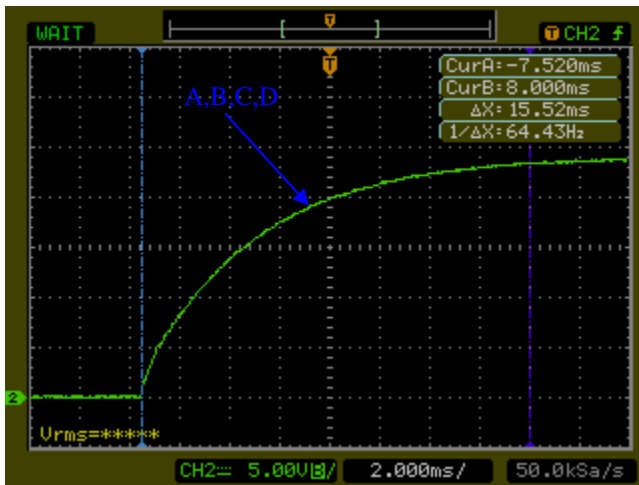 WAIT
T
T CH2
T
CurA:-7.520ms
CurB:8.000ms
ΔX:15.52ms
1/ΔX:64.43Hz
A,B,C,D
2
Vrms=*****
CH2 5.00V B/
2.000ms/
50.0kSa/s